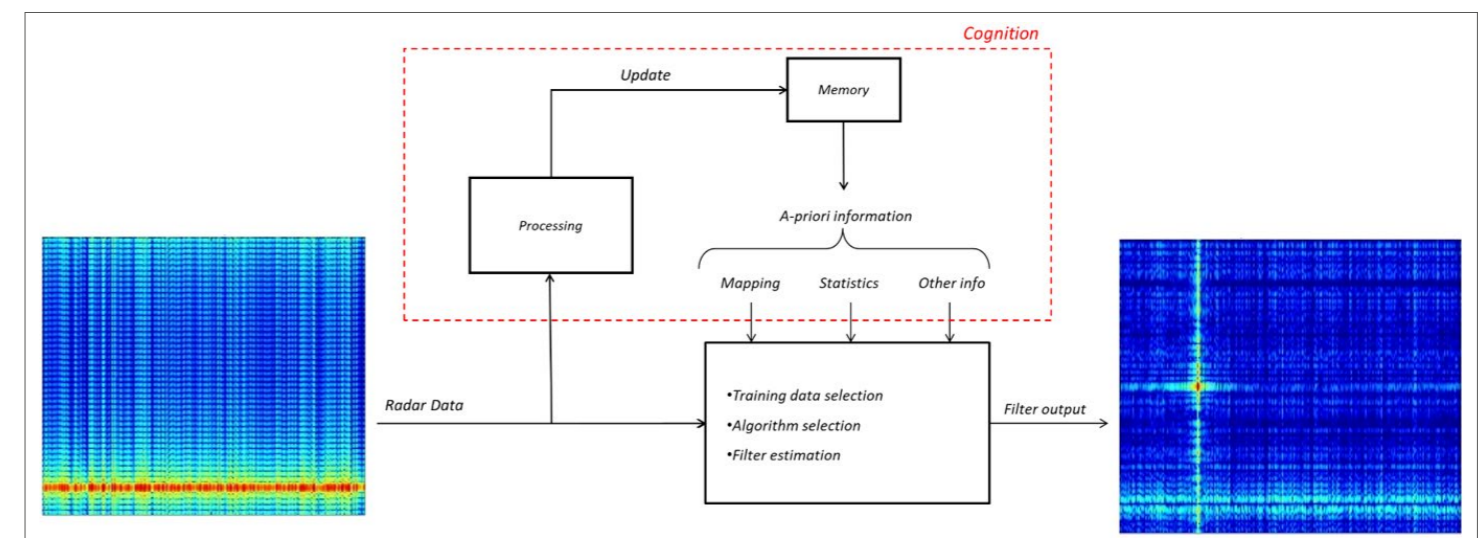 Cognition
Update
Memory
Processing
A-priori information
Mapping Statistics Other info
Radar Data
•Training data selection
•Algorithm selection
•Filter estimation
Filter output